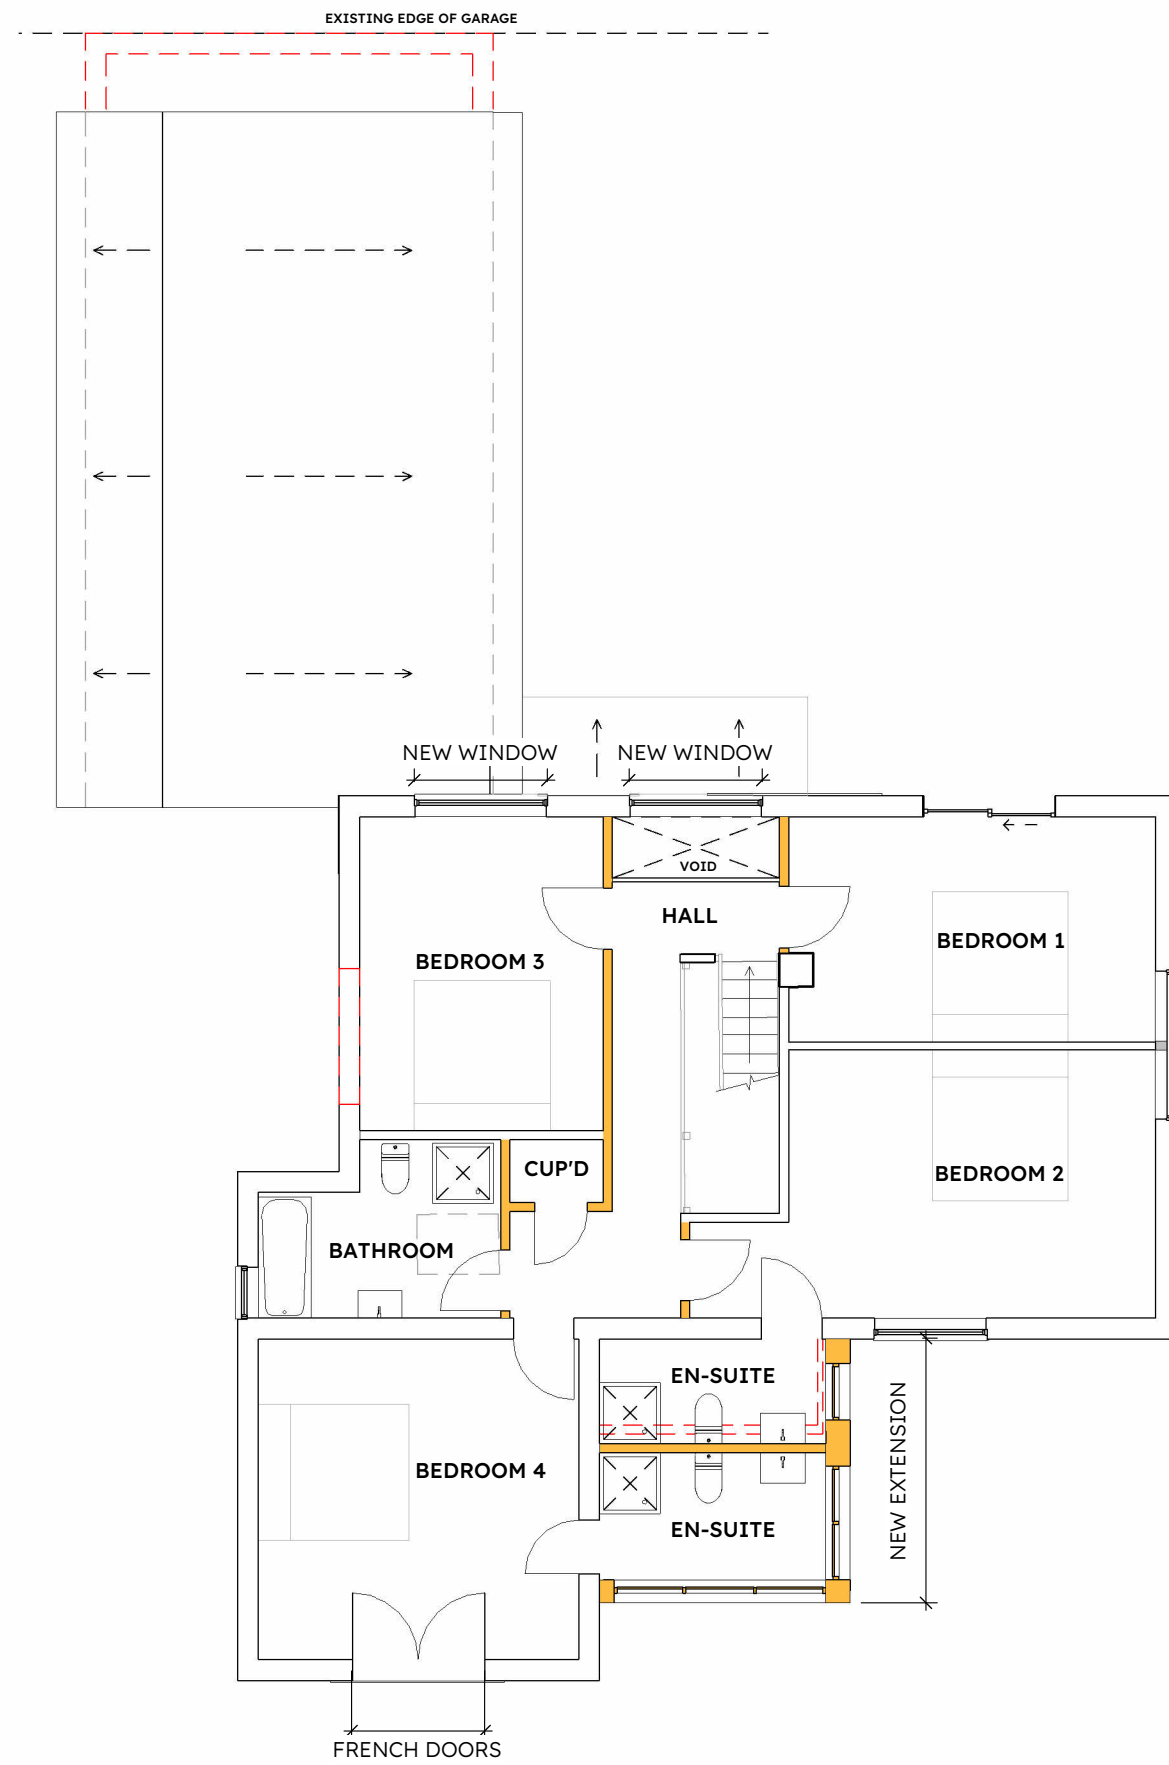 EXISTING EDGE OF GARAGE
NEW WINDOW
NEW WINDOW
VOID
HALL
BEDROOM 1
BEDROOM 3
CUP'D
BEDROOM 2
BATHROOM
EN-SUITE
NEW EXTENSION
BEDROOM 4
EN-SUITE
FRENCH DOORS